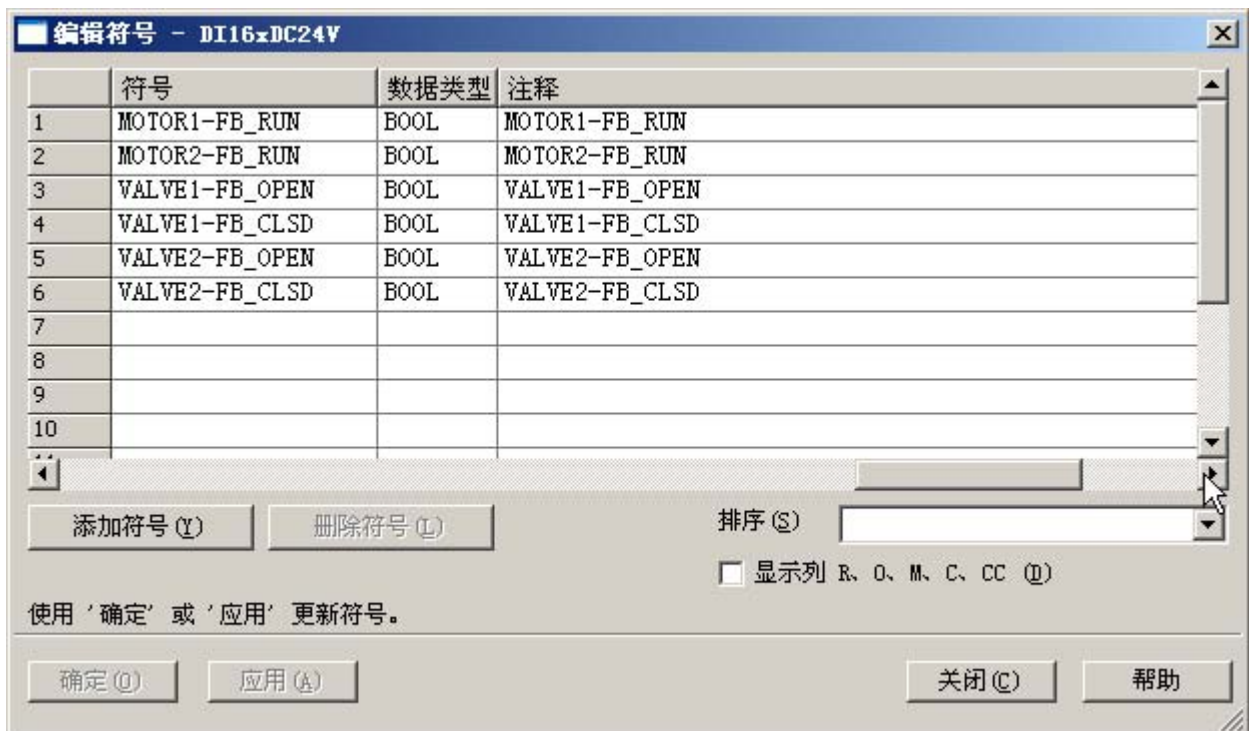 编辑符号 - DI16xDC24V
符号 数据类型 注释
1 MOTOR1-FB_RUN BOOL MOTOR1-FB_RUN
2 MOTOR2-FB_RUN BOOL MOTOR2-FB_RUN
3 VALVE1-FB_OPEN BOOL VALVE1-FB_OPEN
4 VALVE1-FB_CLSD BOOL VALVE1-FB_CLSD
5 VALVE2-FB_OPEN BOOL VALVE2-FB_OPEN
6 VALVE2-FB_CLSD BOOL VALVE2-FB_CLSD
7
8
9
10
添加符号(Y) 删除符号(L) 排序(S)
显示列 R、O、M、C、CC (D)
使用 '确定' 或 '应用' 更新符号。
确定(O) 应用(A) 关闭(C) 帮助